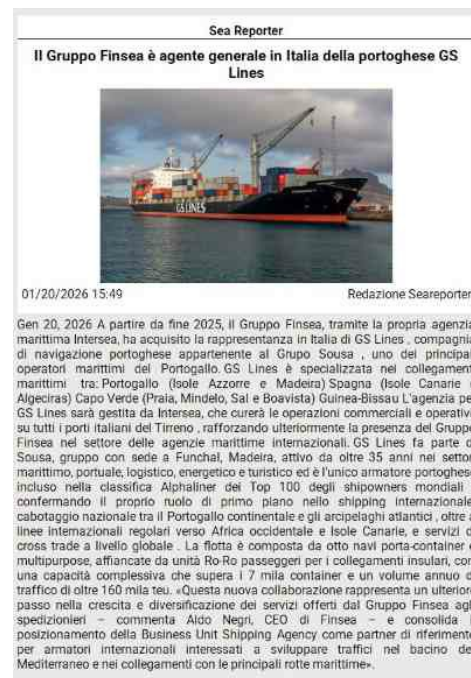 Sea Reporter
Il Gruppo Finsea è agente generale in Italia della portoghese GS
Lines
GS LINES
01/20/2026 15:49
Redazione Seareporter
Gen 20, 2026 A partire da fine 2025, il Gruppo Finsea, tramite la propria agenzia
marittima Intersea, ha acquisito la rappresentanza in Italia di GS Lines , compagnia
di navigazione portoghese appartenente al Grupo Sousa , uno dei principali
operatori marittimi del Portogallo. GS Lines è specializzata nei collegamenti
marittimi tra: Portogallo (Isole Azzorre e Madeira) Spagna (Isole Canarie e
Algeciras) Capo Verde (Praia, Mindelo, Sal e Boavista) Guinea-Bissau L'agenzia per
GS Lines sarà gestita da Intersea, che curerà le operazioni commerciali e operative
su tutti i porti italiani del Tirreno , rafforzando ulteriormente la presenza del Gruppo
Finsea nel settore delle agenzie marittime internazionali. GS Lines fa parte di
Sousa, gruppo con sede a Funchal, Madeira, attivo da oltre 35 anni nei settori
marittimo, portuale, logistico, energetico e turistico ed è l'unico armatore portoghese
incluso nella classifica Alphaliner dei Top 100 degli shipowners mondiali ,
confermando il proprio ruolo di primo piano nello shipping internazionale,
cabotaggio nazionale tra il Portogallo continentale e gli arcipelaghi atlantici , oltre a
linee internazionali regolari verso Africa occidentale e Isole Canarie, e servizi di
cross trade a livello globale . La flotta è composta da otto navi porta-container e
multipurpose, affiancate da unità Ro-Ro passeggeri per i collegamenti insulari, con
una capacità complessiva che supera i 7 mila container e un volume annuo di
traffico di oltre 160 mila teu. «Questa nuova collaborazione rappresenta un ulteriore
passo nella crescita e diversificazione dei servizi offerti dal Gruppo Finsea agli
spedizionieri – commenta Aldo Negri, CEO di Finsea – e consolida il
posizionamento della Business Unit Shipping Agency come partner di riferimento
per armatori internazionali interessati a sviluppare traffici nel bacino del
Mediterraneo e nei collegamenti con le principali rotte marittime».